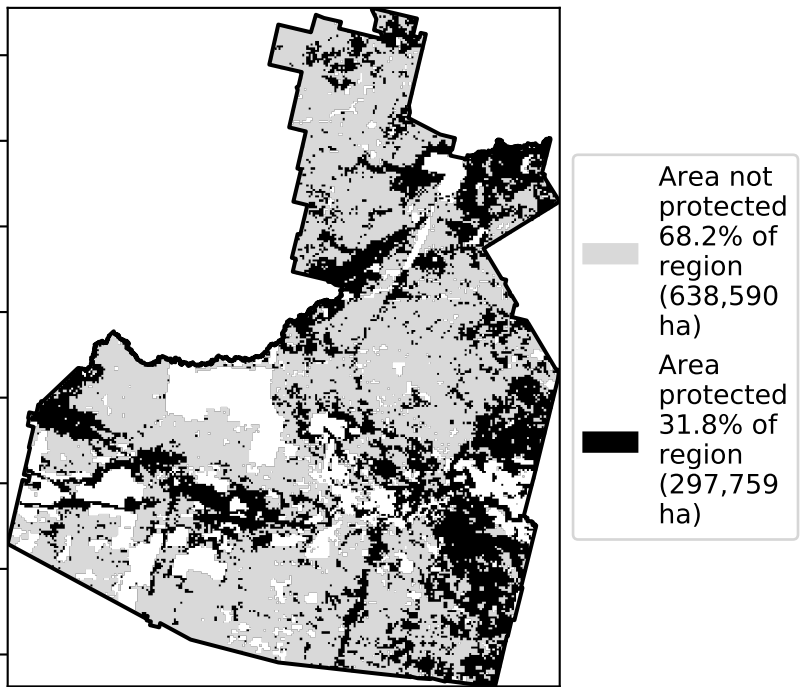 Area not
protected
68.2% of
region
(638,590
ha)
Area
protected
31.8% of
region
(297,759
ha)